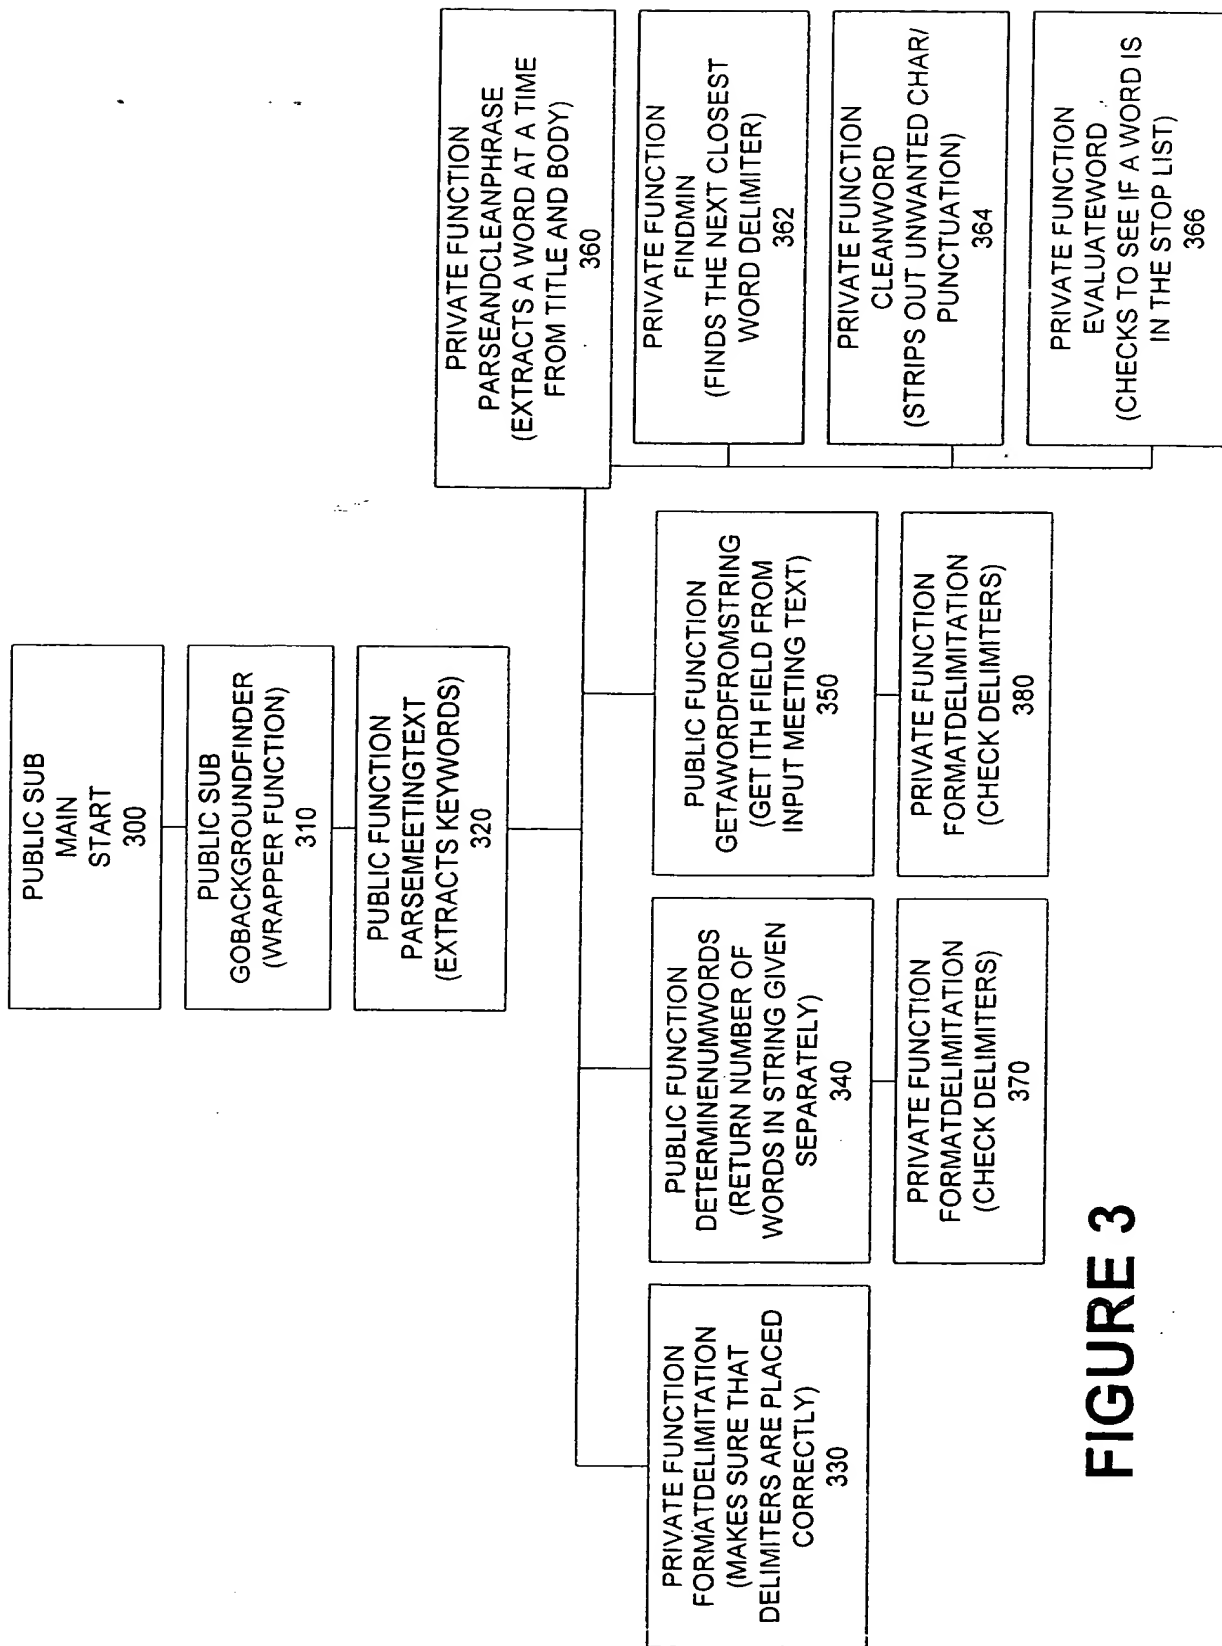 PUBLIC SUB
MAIN
START
300
PUBLIC SUB
GOBACKGROUNDFINDER
(WRAPPER FUNCTION)
310
PUBLIC FUNCTION
PARSEMEETINGTEXT
(EXTRACTS KEYWORDS)
320
PRIVATE FUNCTION
FORMATDELIMITATION
(MAKES SURE THAT
DELIMITERS ARE PLACED
CORRECTLY)
330
PUBLIC FUNCTION
DETERMINENUMWORDS
(RETURN NUMBER OF
WORDS IN STRING GIVEN
SEPARATELY)
340
PRIVATE FUNCTION
FORMATDELIMITATION
(CHECK DELIMITERS)
370
PUBLIC FUNCTION
GETAWORDFROMSTRING
(GET ITH FIELD FROM
INPUT MEETING TEXT)
350
PRIVATE FUNCTION
FORMATDELIMITATION
(CHECK DELIMITERS)
380
PRIVATE FUNCTION
PARSEANDCLEANPHRASE
(EXTRACTS A WORD AT A TIME
FROM TITLE AND BODY)
360
PRIVATE FUNCTION
FINDMIN
(FINDS THE NEXT CLOSEST
WORD DELIMITER)
362
PRIVATE FUNCTION
CLEANWORD
(STRIPS OUT UNWANTED CHAR/
PUNCTUATION)
364
PRIVATE FUNCTION
EVALUATEWORD
(CHECKS TO SEE IF A WORD IS
IN THE STOP LIST)
366
FIGURE 3